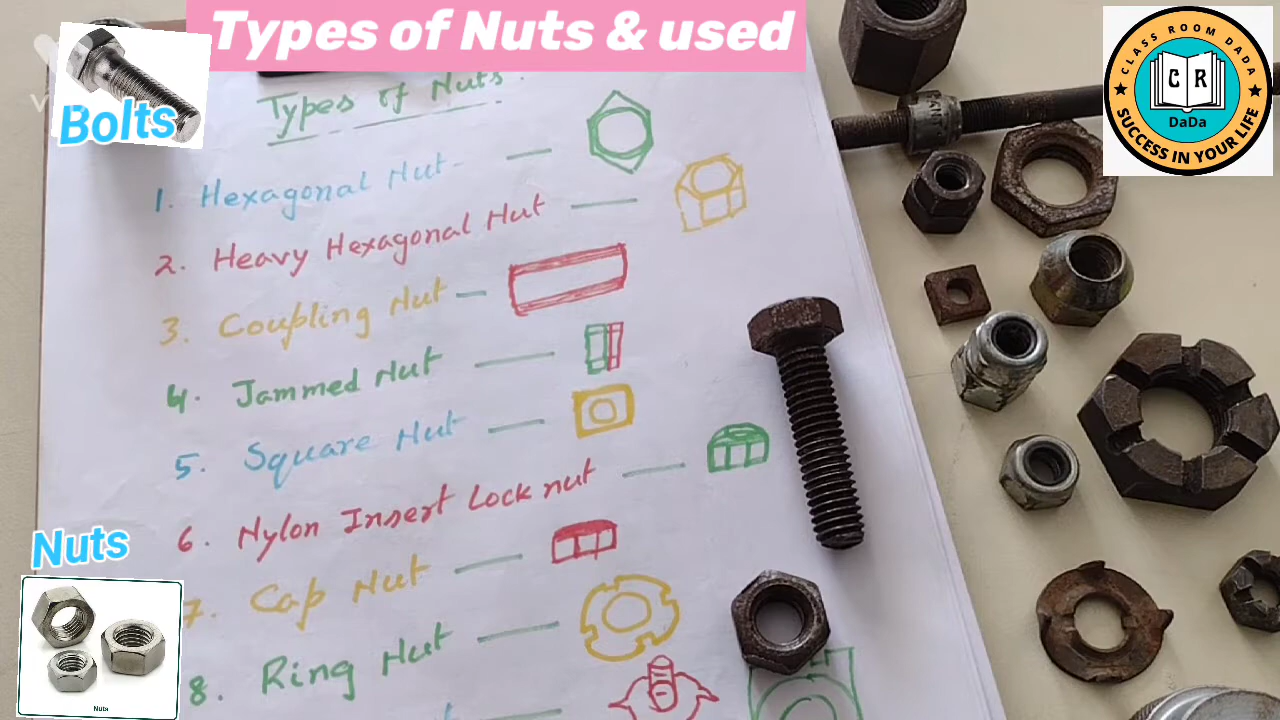 Types of Nuts & used
Bolts
CLASS ROOM DADA
CR
DaDa
SUCCESS IN YOUR LIFE
Types of Nuts.
1. Hexagonal Nut
2. Heavy Hexagonal Nut
3. Coupling Nut
4. Jammed Nut
5. Square Nut
6. Nylon Insert Lock nut
7. Cap Nut
8. Ring Nut
Nuts
Nuts